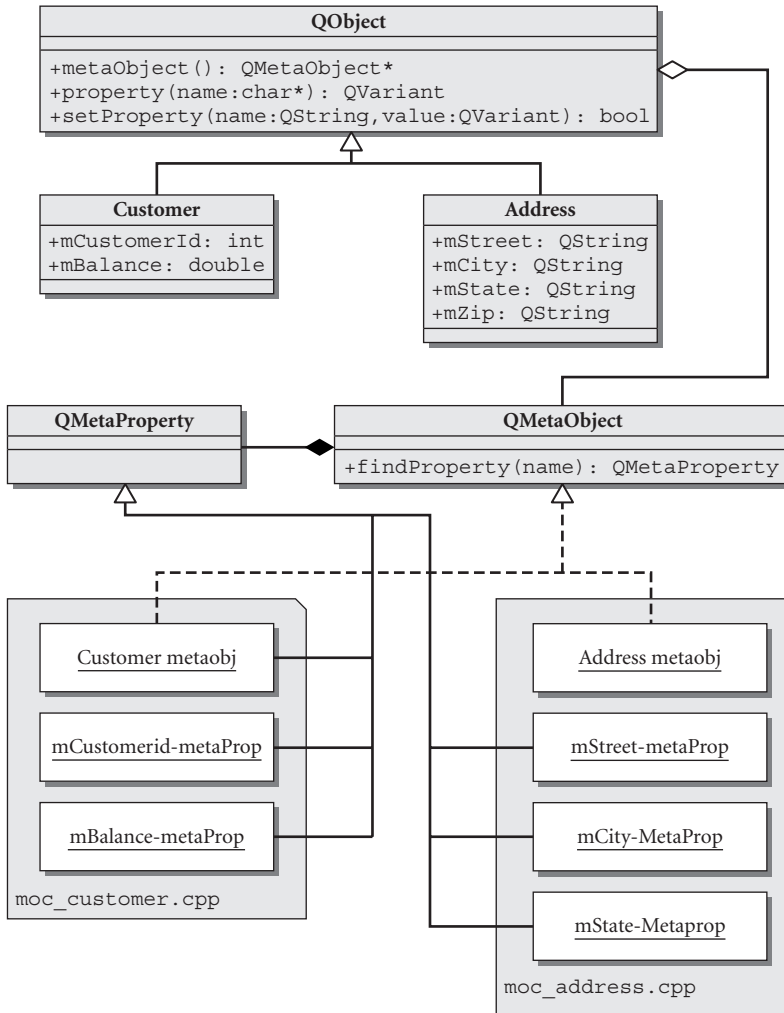 QObject
+metaObject(): QMetaObject*
+property(name:char*): QVariant
+setProperty(name:QString,value:QVariant): bool
Customer
+mCustomerId: int
+mBalance: double
Address
+mStreet: QString
+mCity: QString
+mState: QString
+mZip: QString
QMetaProperty
QMetaObject
+findProperty(name): QMetaProperty
Customer metaobj
mCustomerid-metaProp
mBalance-metaProp
moc_customer.cpp
Address metaobj
mStreet-metaProp
mCity-MetaProp
mState-Metaprop
moc_address.cpp